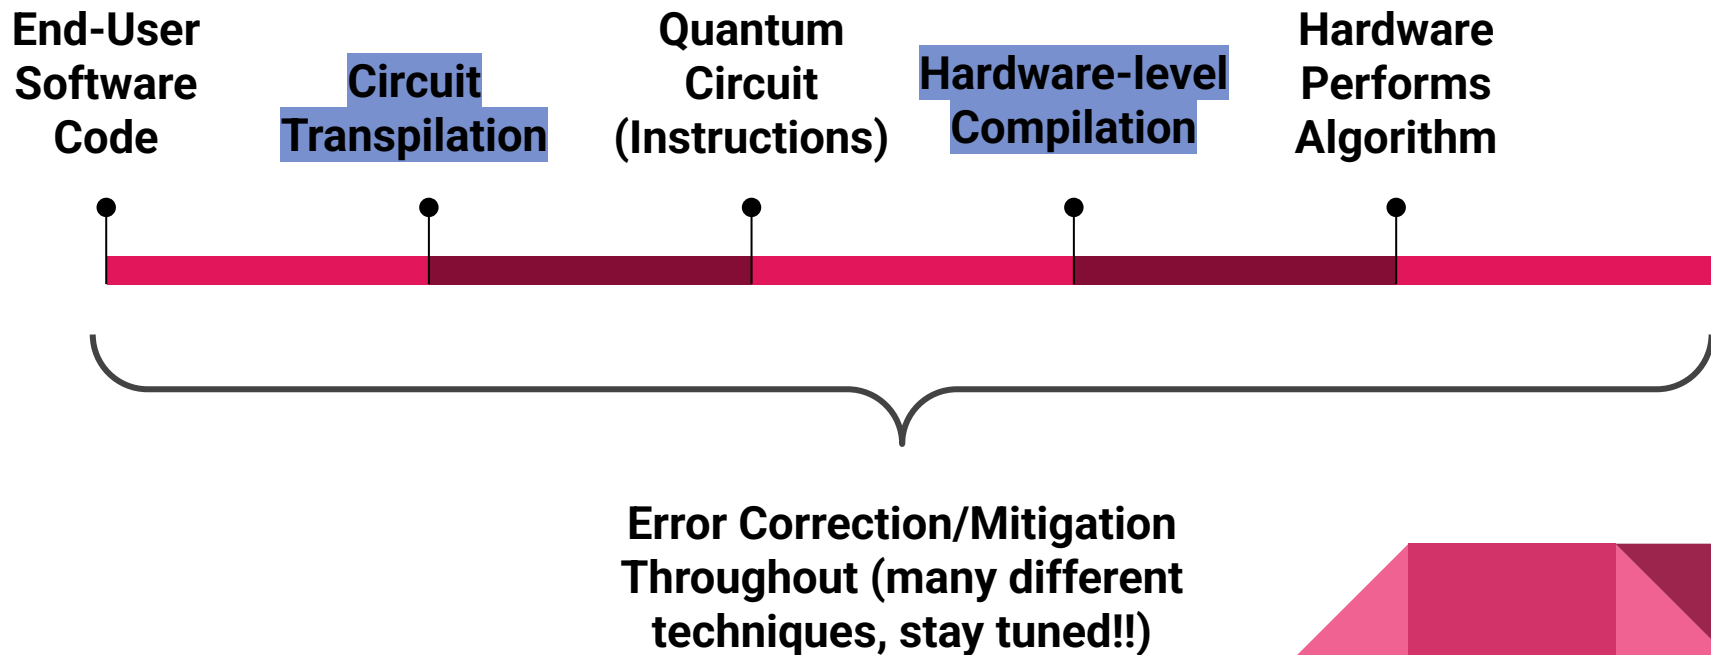 End-User
Software
Code
Circuit
Transpilation
Quantum
Circuit
(Instructions)
Hardware-level
Compilation
Hardware
Performs
Algorithm
Error Correction/Mitigation
Throughout (many different
techniques, stay tuned!!)